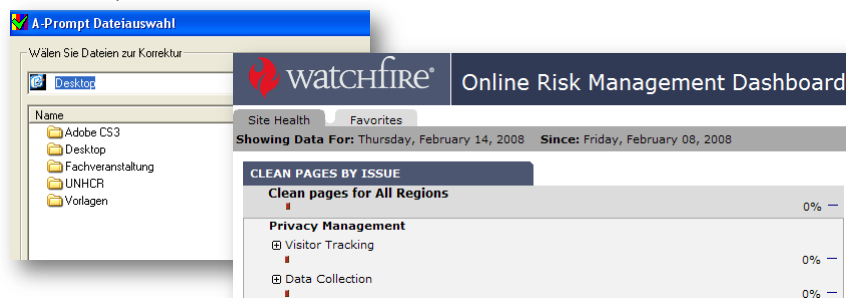 A-Prompt Dateiauswahl
Wälen Sie Dateien zur Korrektur
Desktop
Name
Adobe CS3
Desktop
Fachveranstaltung
UNHCR
Vorlagen
watchfire® Online Risk Management Dashboard
Site Health Favorites
Showing Data For: Thursday, February 14, 2008 Since: Friday, February 08, 2008
CLEAN PAGES BY ISSUE
Clean pages for All Regions
0% —
Privacy Management
Visitor Tracking
0% —
Data Collection
0% —